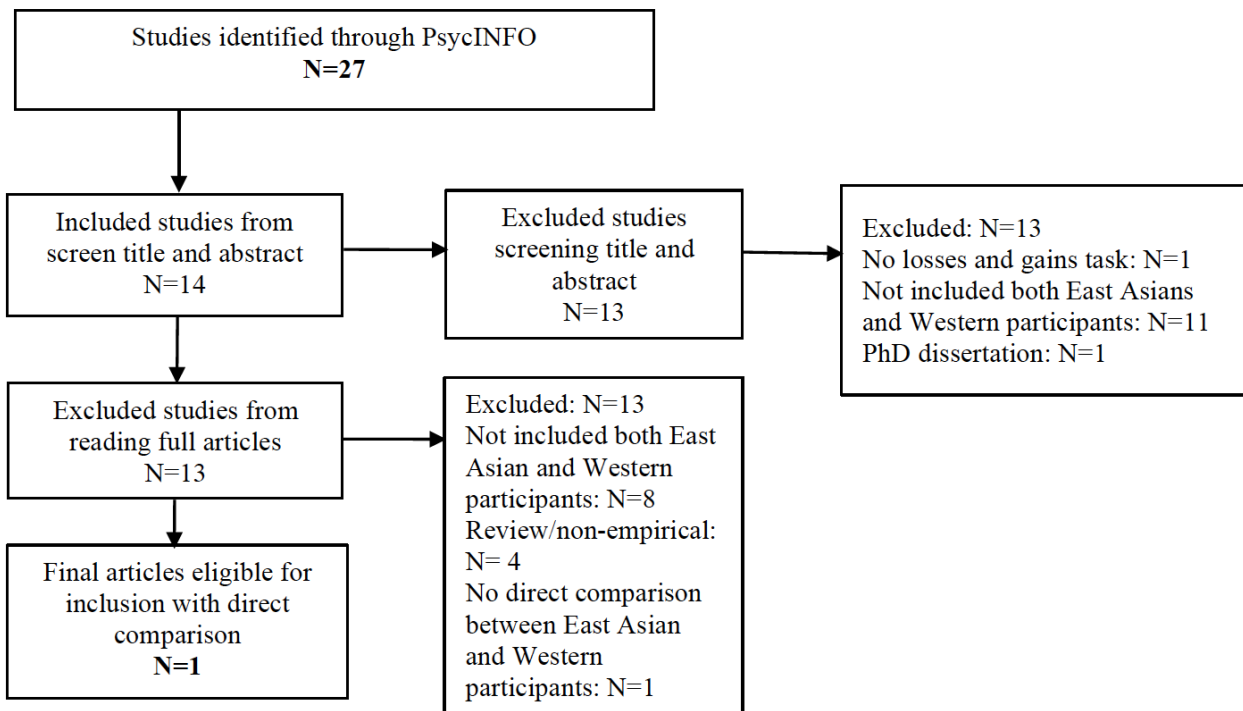 Studies identified through PsycINFO
N=27
Included studies from
screen title and abstract
N=14
Excluded studies
screening title and
abstract
N=13
Excluded: N=13
No losses and gains task: N=1
Not included both East Asians
and Western participants: N=11
PhD dissertation: N=1
Excluded studies from
reading full articles
N=13
Excluded: N=13
Not included both East
Asian and Western
participants: N=8
Review/non-empirical:
N= 4
No direct comparison
between East Asian
and Western
participants: N=1
Final articles eligible for
inclusion with direct
comparison
N=1